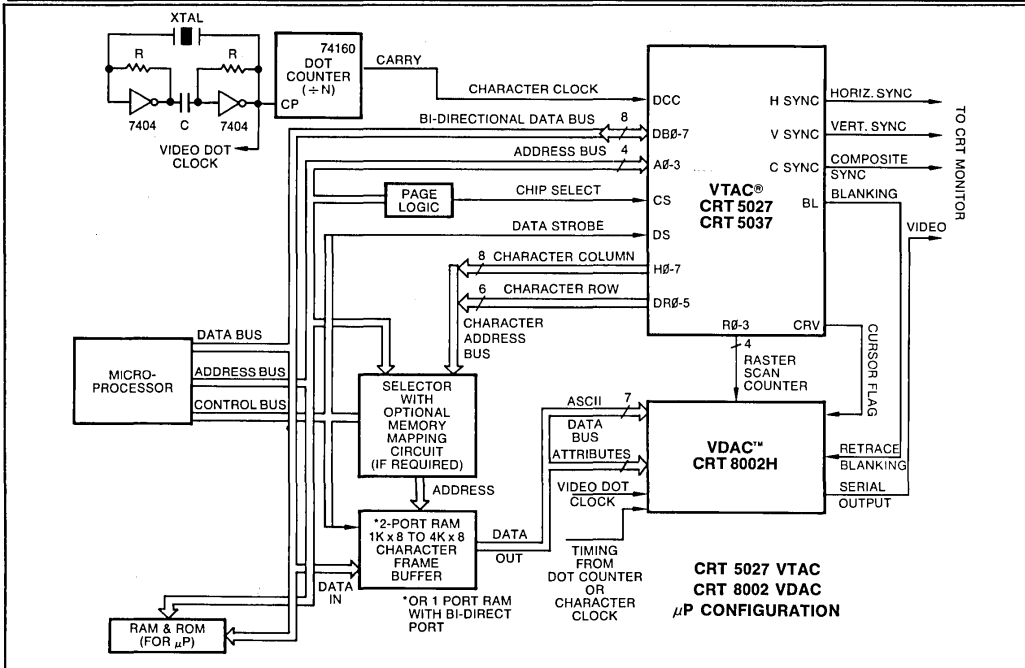 XTAL
R
R
7404
C
7404
VIDEO DOT
CLOCK
74160
DOT
COUNTER
(÷N)
CP
CARRY
CHARACTER CLOCK
BI-DIRECTIONAL DATA BUS
8
ADDRESS BUS
4
PAGE
LOGIC
CHIP SELECT
DATA STROBE
8
CHARACTER COLUMN
6
CHARACTER ROW
CHARACTER
ADDRESS
BUS
DCC
DBØ-7
AØ-3
CS
DS
HØ-7
DRØ-5
VTAC®
CRT 5027
CRT 5037
H SYNC
V SYNC
C SYNC
BL
RØ-3
CRV
HORIZ. SYNC
VERT. SYNC
COMPOSITE
SYNC
BLANKING
VIDEO
TO CRT MONITOR
4
RASTER
SCAN
COUNTER
CURSOR FLAG
MICRO-
PROCESSOR
DATA BUS
ADDRESS BUS
CONTROL BUS
SELECTOR
WITH
OPTIONAL
MEMORY
MAPPING
CIRCUIT
(IF REQUIRED)
ADDRESS
ASCII
7
DATA
BUS
ATTRIBUTES
VIDEO DOT
CLOCK
VDAC™
CRT 8002H
RETRACE
BLANKING
SERIAL
OUTPUT
*2-PORT RAM
1K x 8 TO 4K x 8
CHARACTER
FRAME
BUFFER
DATA
OUT
DATA
IN
*OR 1 PORT RAM
WITH BI-DIRECT
PORT
TIMING
FROM
DOT COUNTER
OR
CHARACTER
CLOCK
RAM & ROM
(FOR µP)
CRT 5027 VTAC
CRT 8002 VDAC
µP CONFIGURATION